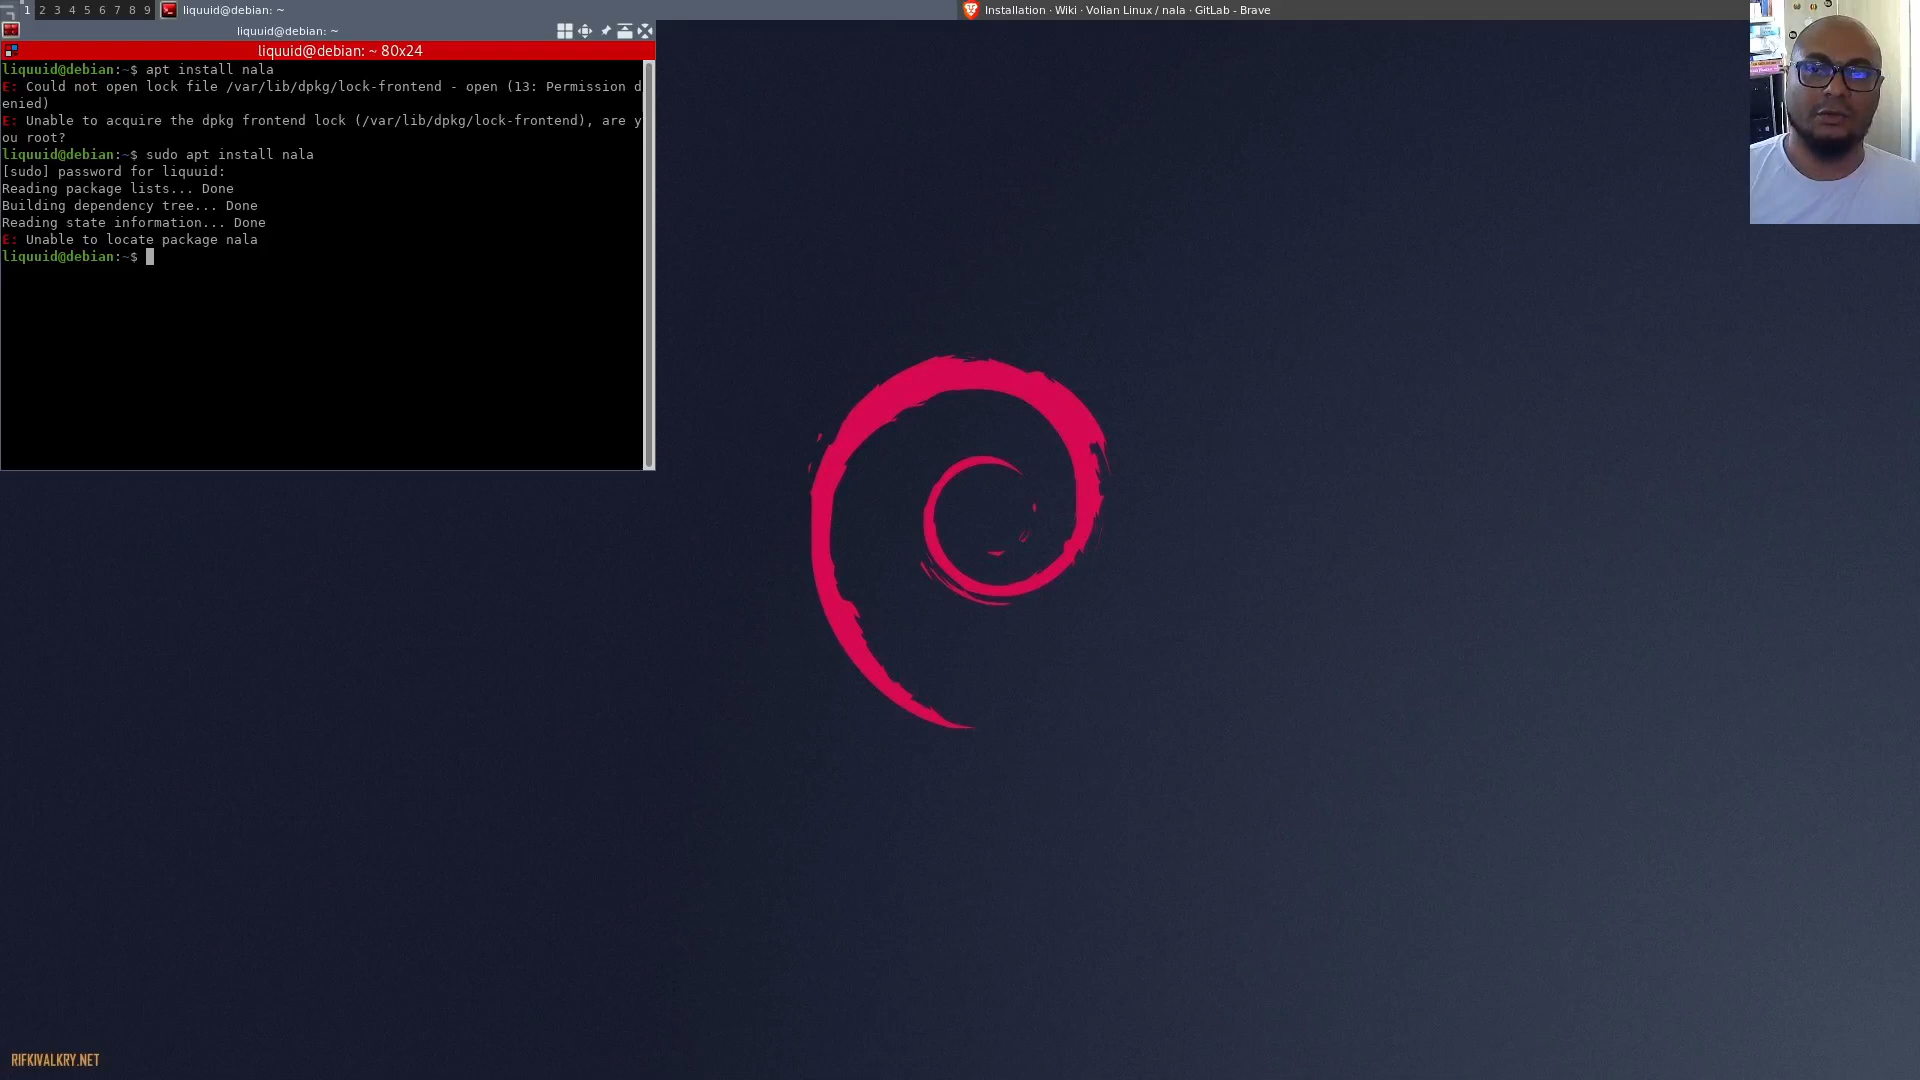 1 2 3 4 5 6 7 8 9 liquuid@debian: ~
Installation · Wiki · Volian Linux / nala · GitLab - Brave
liquuid@debian: ~
liquuid@debian: ~ 80x24
liquuid@debian:~$ apt install nala
E: Could not open lock file /var/lib/dpkg/lock-frontend - open (13: Permission d
enied)
E: Unable to acquire the dpkg frontend lock (/var/lib/dpkg/lock-frontend), are y
ou root?
liquuid@debian:~$ sudo apt install nala
[sudo] password for liquuid:
Reading package lists... Done
Building dependency tree... Done
Reading state information... Done
E: Unable to locate package nala
liquuid@debian:~$
RIFKIVALKRY.NET